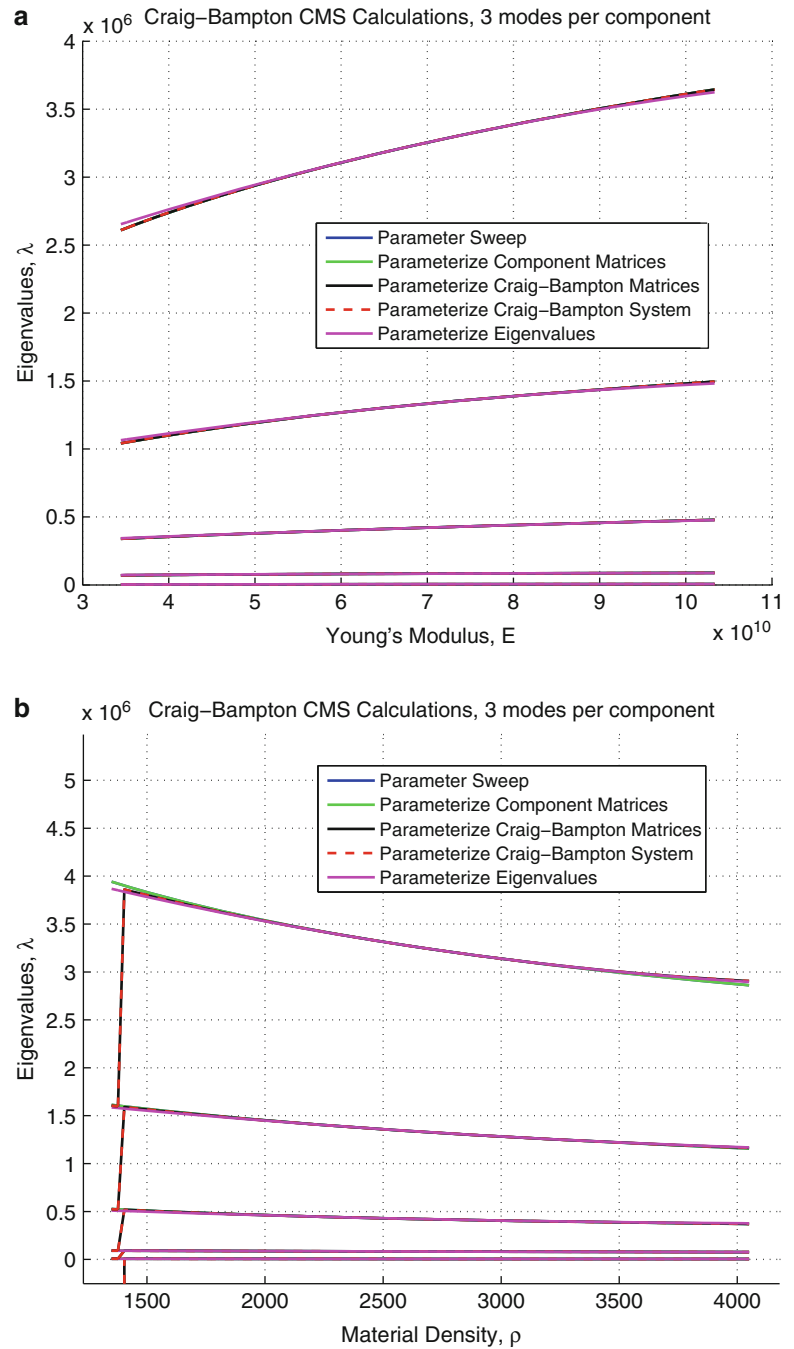 a
Craig–Bampton CMS Calculations, 3 modes per component
x 10^6
4
3.5
3
2.5
2
1.5
1
0.5
0
Eigenvalues, λ
Parameter Sweep
Parameterize Component Matrices
Parameterize Craig–Bampton Matrices
Parameterize Craig–Bampton System
Parameterize Eigenvalues
3 4 5 6 7 8 9 10 11
Young's Modulus, E
x 10^10
b
x 10^6
Craig–Bampton CMS Calculations, 3 modes per component
5
4.5
4
3.5
3
2.5
2
1.5
1
0.5
0
Eigenvalues, λ
Parameter Sweep
Parameterize Component Matrices
Parameterize Craig–Bampton Matrices
Parameterize Craig–Bampton System
Parameterize Eigenvalues
1500 2000 2500 3000 3500 4000
Material Density, ρ